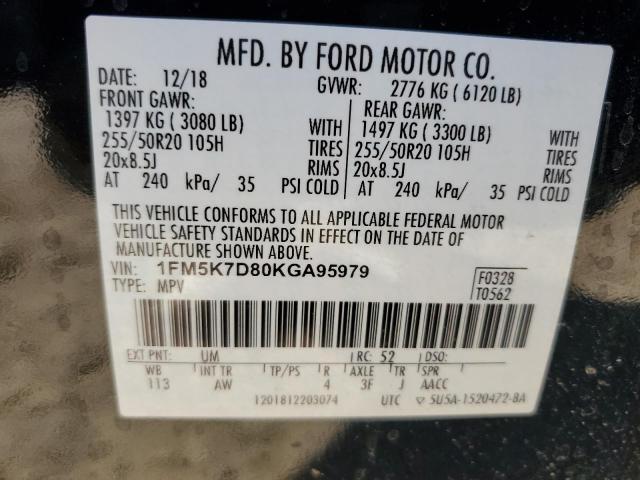 MFD. BY FORD MOTOR CO.
DATE: 12/18 GVWR: 2776 KG ( 6120 LB)
FRONT GAWR: REAR GAWR:
1397 KG ( 3080 LB) WITH 1497 KG ( 3300 LB) WITH
255/50R20 105H TIRES 255/50R20 105H TIRES
20x8.5J RIMS 20x8.5J RIMS
AT 240 kPa/ 35 PSI COLD AT 240 kPa/ 35 PSI COLD
THIS VEHICLE CONFORMS TO ALL APPLICABLE FEDERAL MOTOR
VEHICLE SAFETY STANDARDS IN EFFECT ON THE DATE OF
MANUFACTURE SHOWN ABOVE.
VIN: 1FM5K7D80KGA95979 F0328
TYPE: MPV T0562
EXT PNT: UM RC: 52 DSO:
WB INT TR TP/PS R AXLE TR SPR
113 AW 4 3F J AACC
1201812203074 UTC ▽ 5U5A-1520472-BA